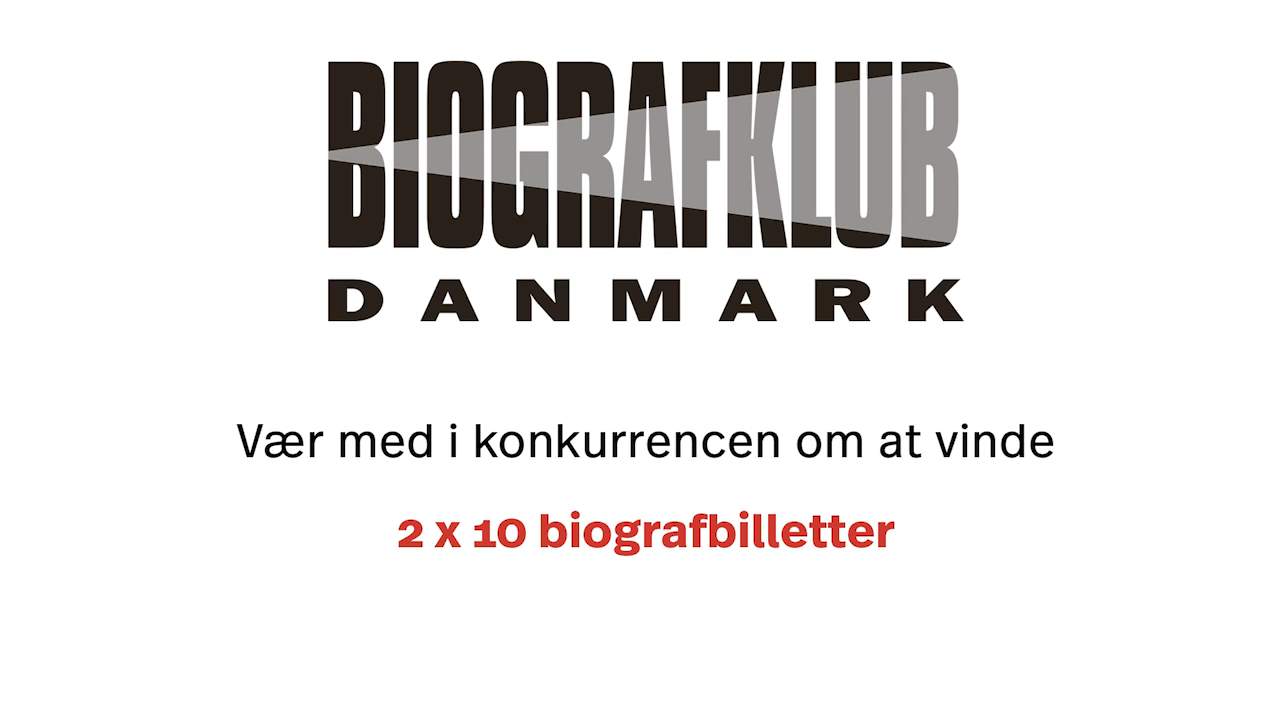 BIOGRAFKLUB
DANMARK
Vær med i konkurrencen om at vinde
2 x 10 biografbilletter